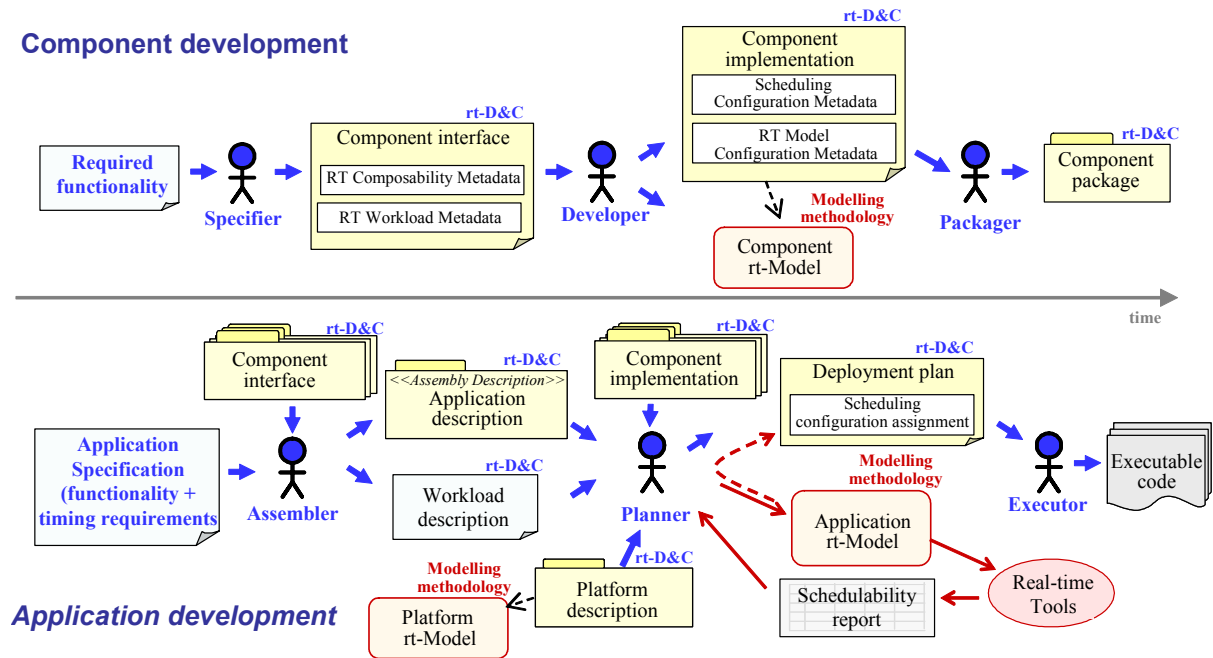 Component development
rt-D&C
Component
implementation
Scheduling
Configuration Metadata
RT Model
Configuration Metadata
rt-D&C
Component interface
RT Composability Metadata
RT Workload Metadata
rt-D&C
Component
package
Required
functionality
Specifier
Developer
Packager
Modelling
methodology
Component
rt-Model
time
rt-D&C
Component
interface
rt-D&C
<<Assembly Description>>
Application
description
rt-D&C
Component
implementation
rt-D&C
Deployment plan
Scheduling
configuration assignment
Application
Specification
(functionality +
timing requirements
Assembler
rt-D&C
Workload
description
Planner
Modelling
methodology
Application
rt-Model
Executor
Executable
code
rt-D&C
Platform
description
Modelling
methodology
Platform
rt-Model
Schedulability
report
Real-time
Tools
Application development